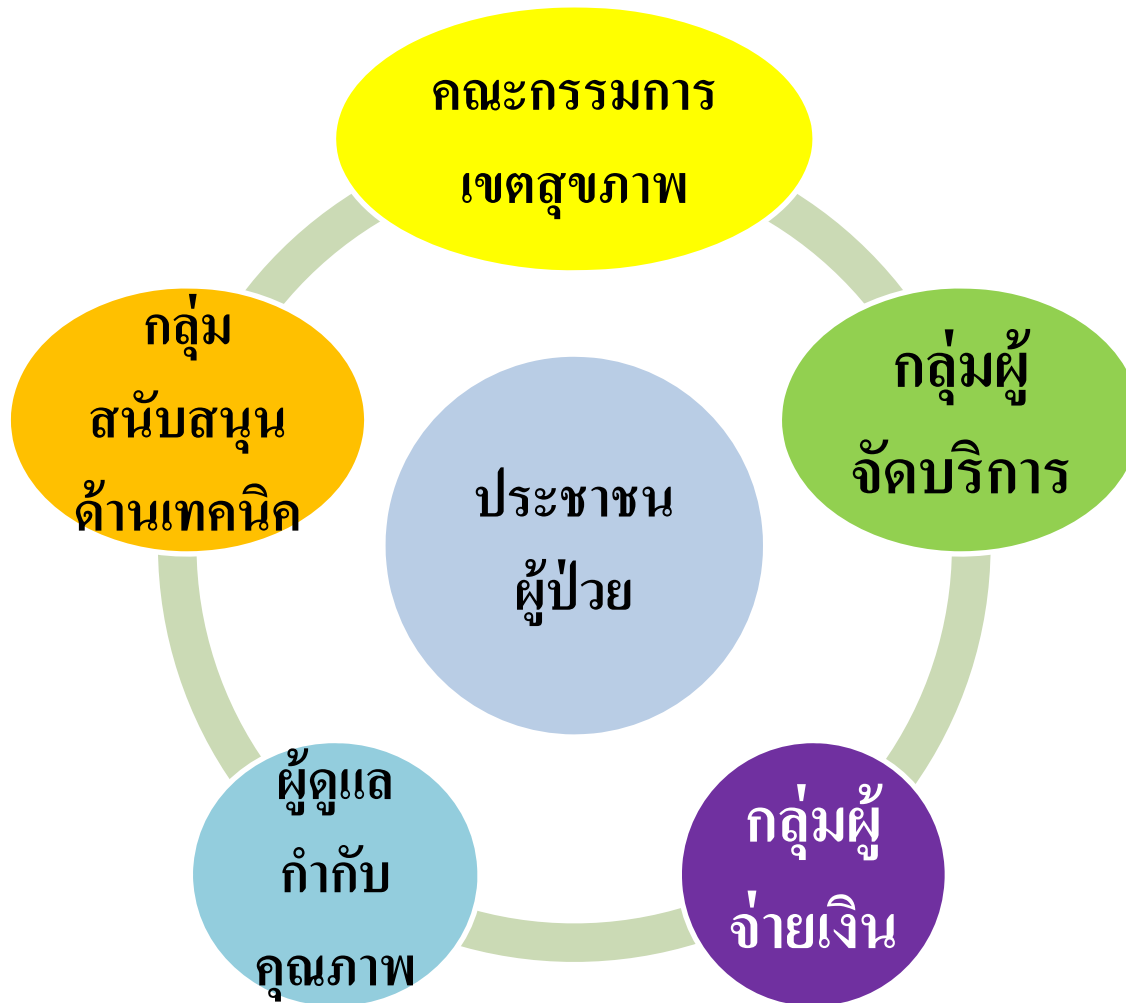 คณะกรรมการ
เขตสุขภาพ
กลุ่มผู้
จัดบริการ
กลุ่มผู้
จ่ายเงิน
ผู้ดูแล
กำกับ
คุณภาพ
กลุ่ม
สนับสนุน
ด้านเทคนิค
ประชาชน
ผู้ป่วย